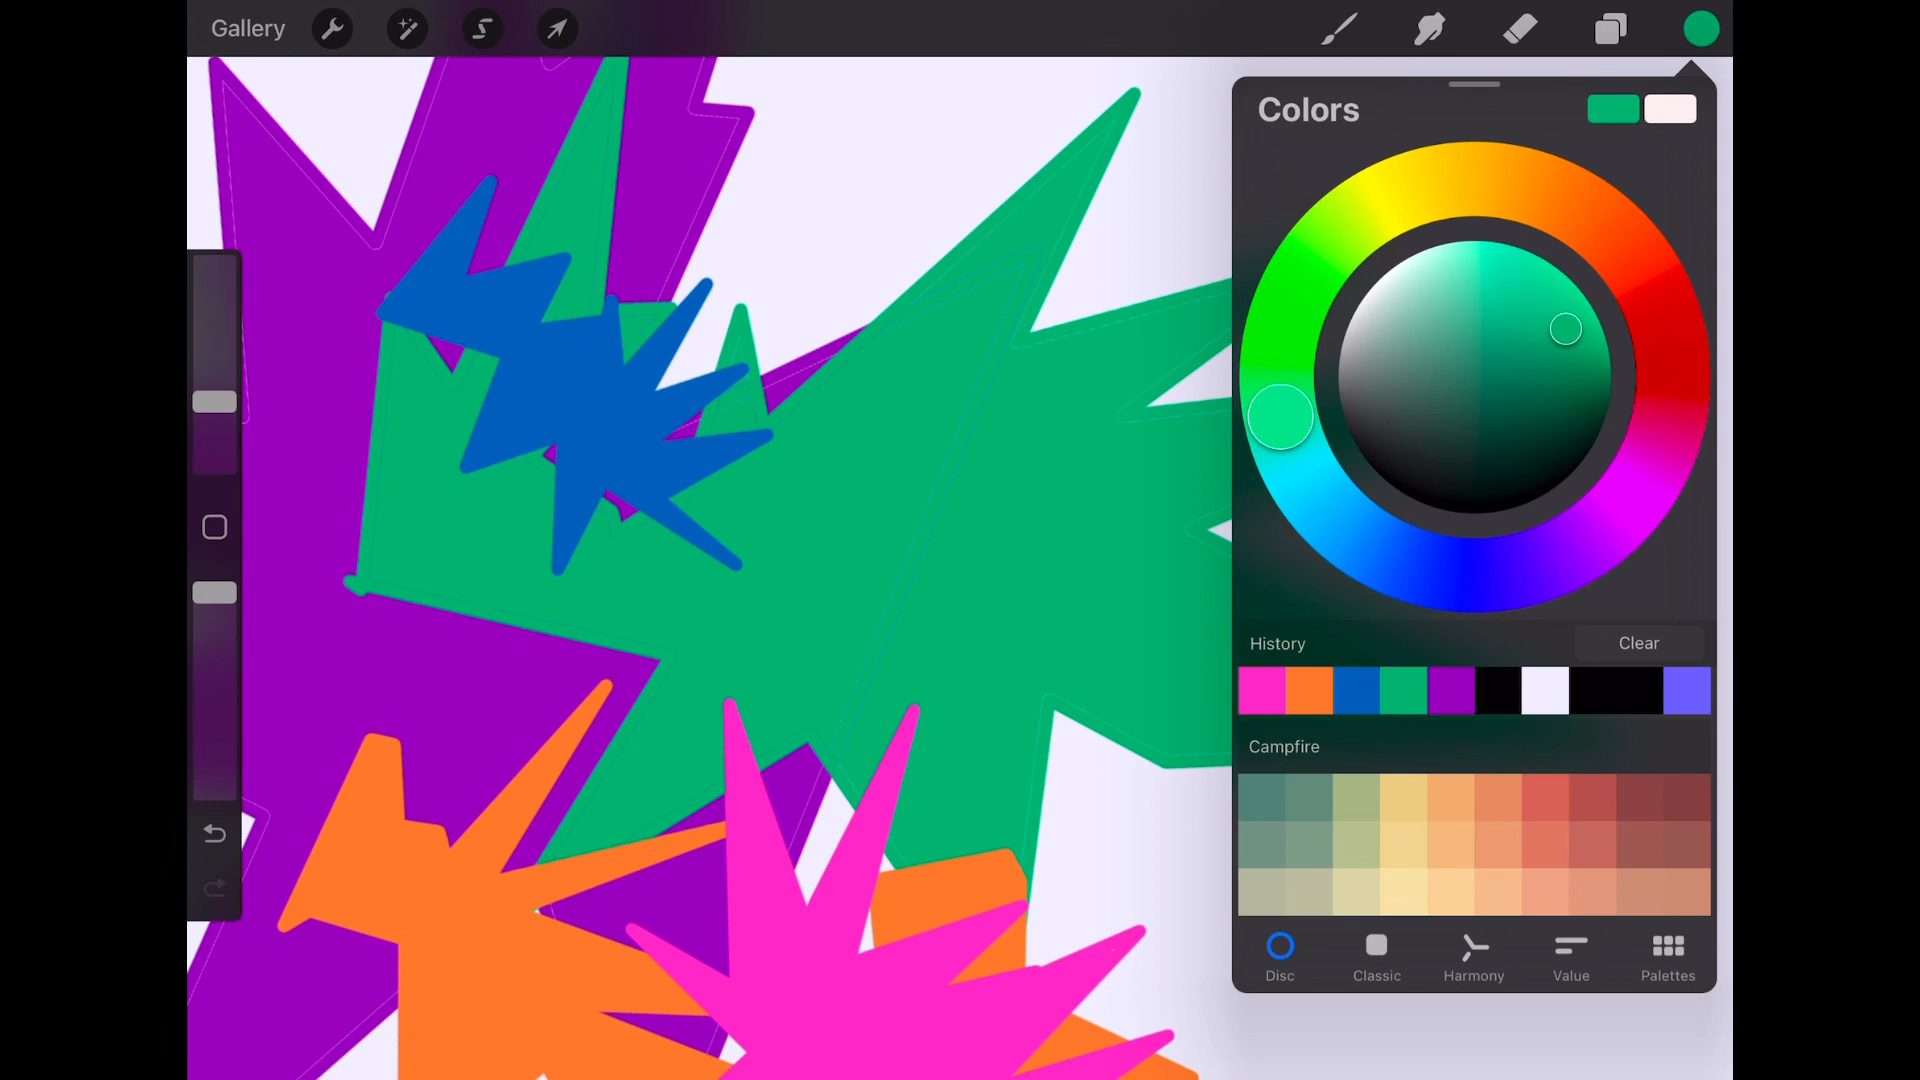 Gallery
Colors
History
Clear
Campfire
Disc
Classic
Harmony
Value
Palettes